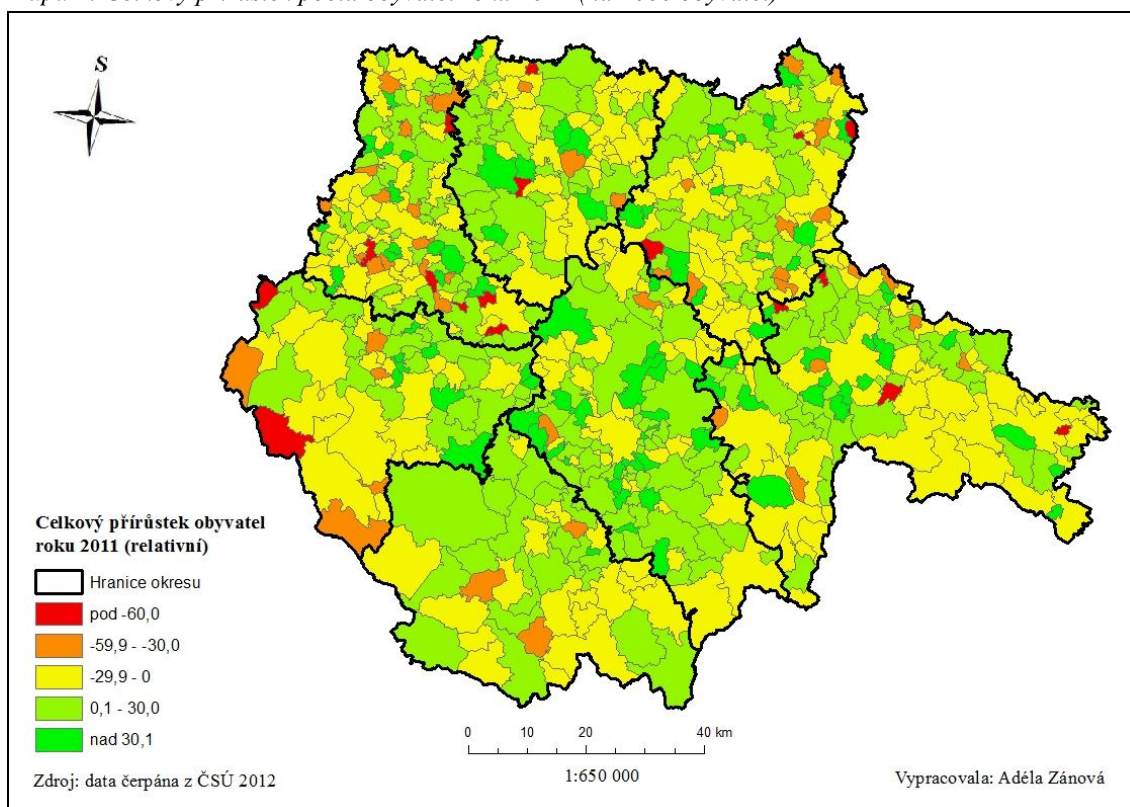 S
Celkový přírůstek obyvatel
roku 2011 (relativní)
Hranice okresu
pod -60,0
-59,9 - -30,0
-29,9 - 0
0,1 - 30,0
nad 30,1
0 10 20 40 km
1:650 000
Zdroj: data čerpána z ČSÚ 2012
Vypracovala: Adéla Zánová